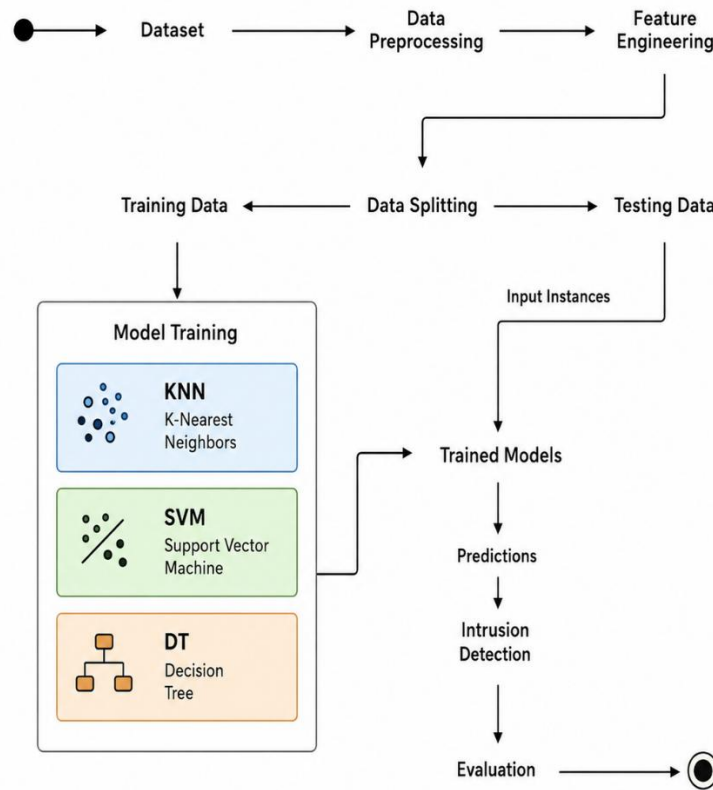 Dataset
Data
Preprocessing
Feature
Engineering
Training Data
Data Splitting
Testing Data
Input Instances
Model Training
KNN
K-Nearest
Neighbors
SVM
Support Vector
Machine
DT
Decision
Tree
Trained Models
Predictions
Intrusion
Detection
Evaluation